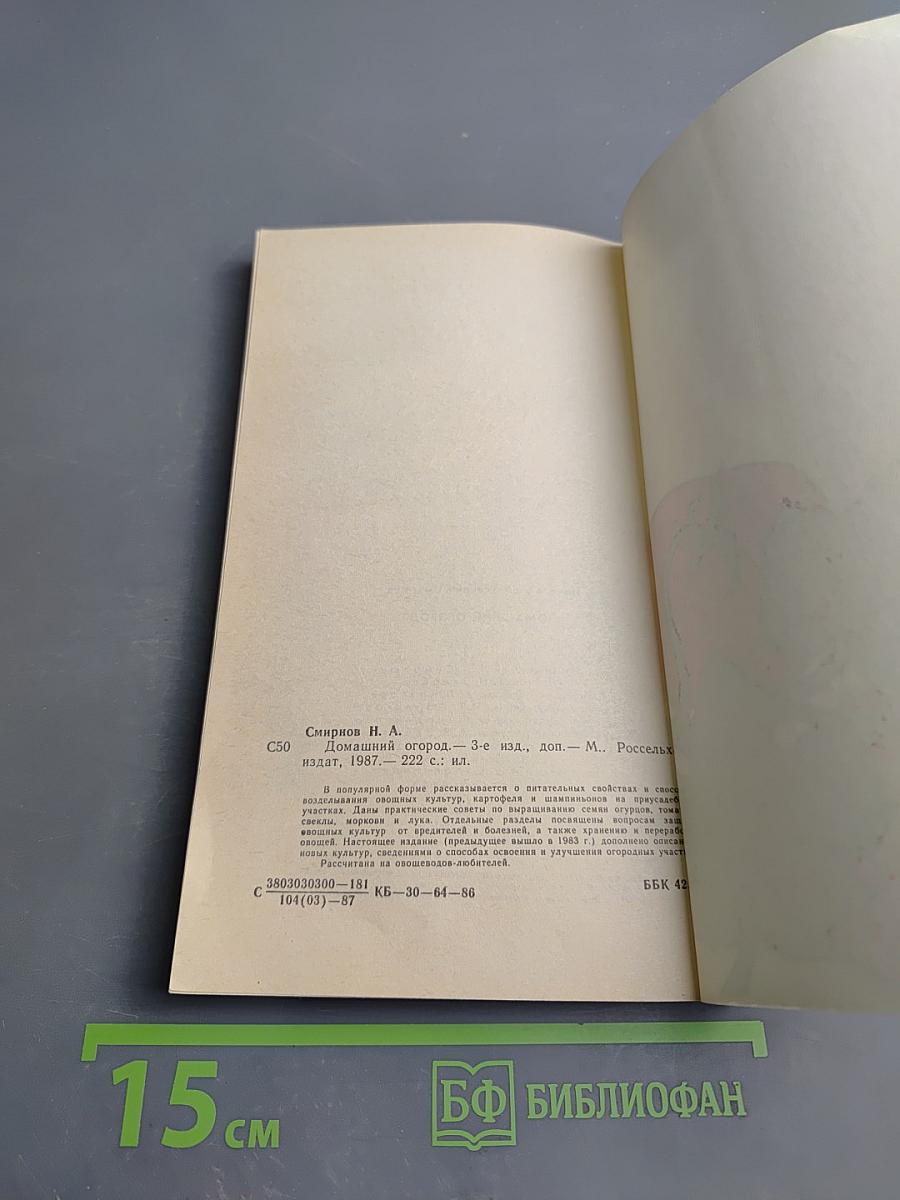 Смирнов Н. А.
С50 Домашний огород.— 3-е изд., доп.— М.. Россельх
издат, 1987.— 222 с.: ил.
В популярной форме рассказывается о питательных свойствах и спосо
возделывания овощных культур, картофеля и шампиньонов на приусадеб
участках. Даны практические советы по выращиванию семян огурцов, тома
свеклы, моркови и лука. Отдельные разделы посвящены вопросам защ
овощных культур от вредителей и болезней, а также хранению и перерабо
овощей. Настоящее издание (предыдущее вышло в 1983 г.) дополнено описан
новых культур, сведениями о способах освоения и улучшения огородных участ
Рассчитана на овощеводов-любителей.
С 3803030300—181 КБ—30—64—86 ББК 42
104(03)—87
15 см БФ БИБЛИОФАН